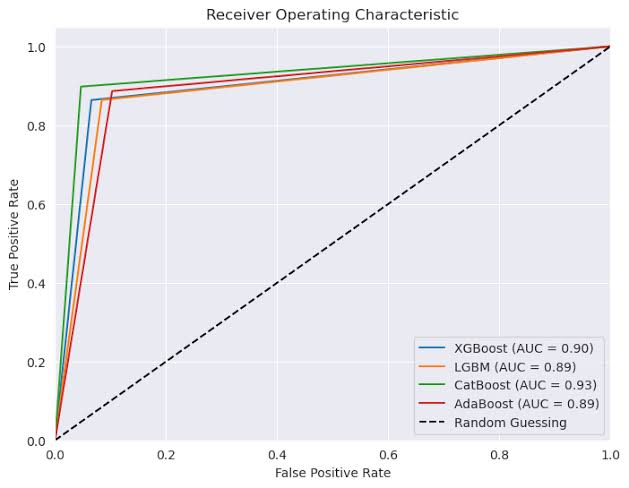 Receiver Operating Characteristic
1.0
0.8
0.6
0.4
0.2
0.0
True Positive Rate
XGBoost (AUC = 0.90)
LGBM (AUC = 0.89)
CatBoost (AUC = 0.93)
AdaBoost (AUC = 0.89)
Random Guessing
0.0 0.2 0.4 0.6 0.8 1.0
False Positive Rate